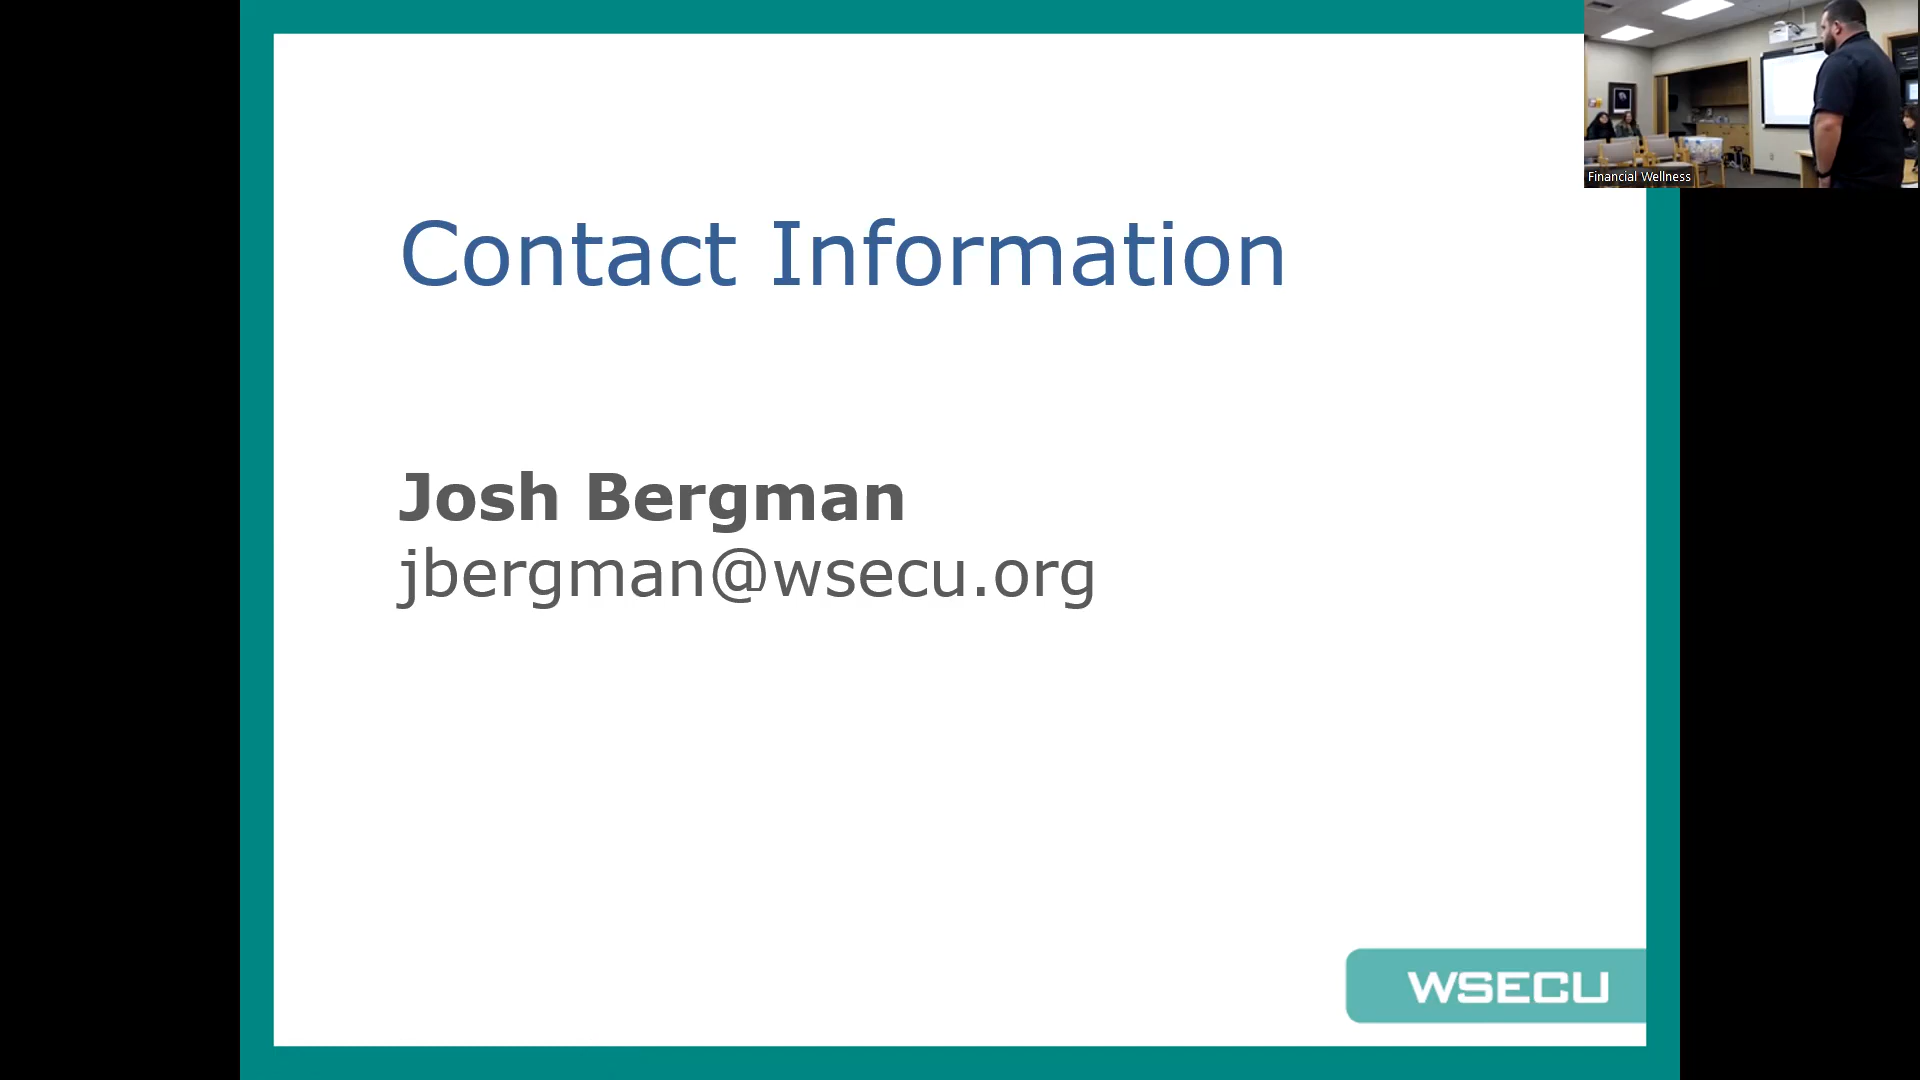 Financial Wellness
Contact Information
Josh Bergman
jbergman@wsecu.org
WSECU